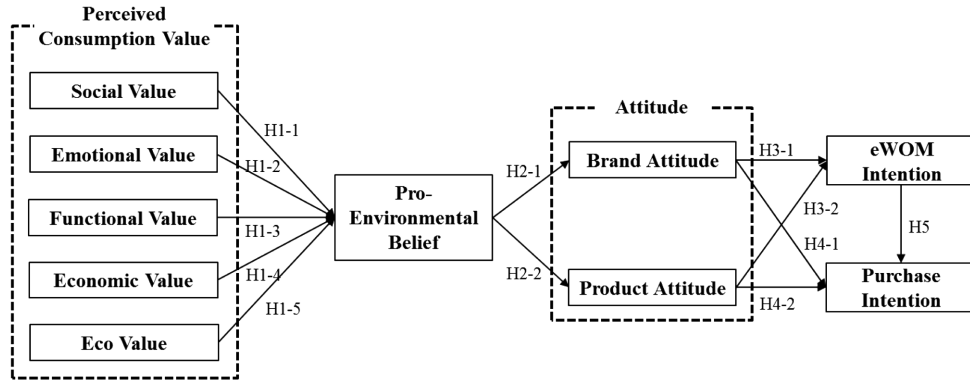 Perceived
Consumption Value
Social Value
Emotional Value
Functional Value
Economic Value
Eco Value
H1-1
H1-2
H1-3
H1-4
H1-5
Pro-
Environmental
Belief
H2-1
H2-2
Attitude
Brand Attitude
Product Attitude
H3-1
H3-2
H4-1
H4-2
eWOM
Intention
H5
Purchase
Intention